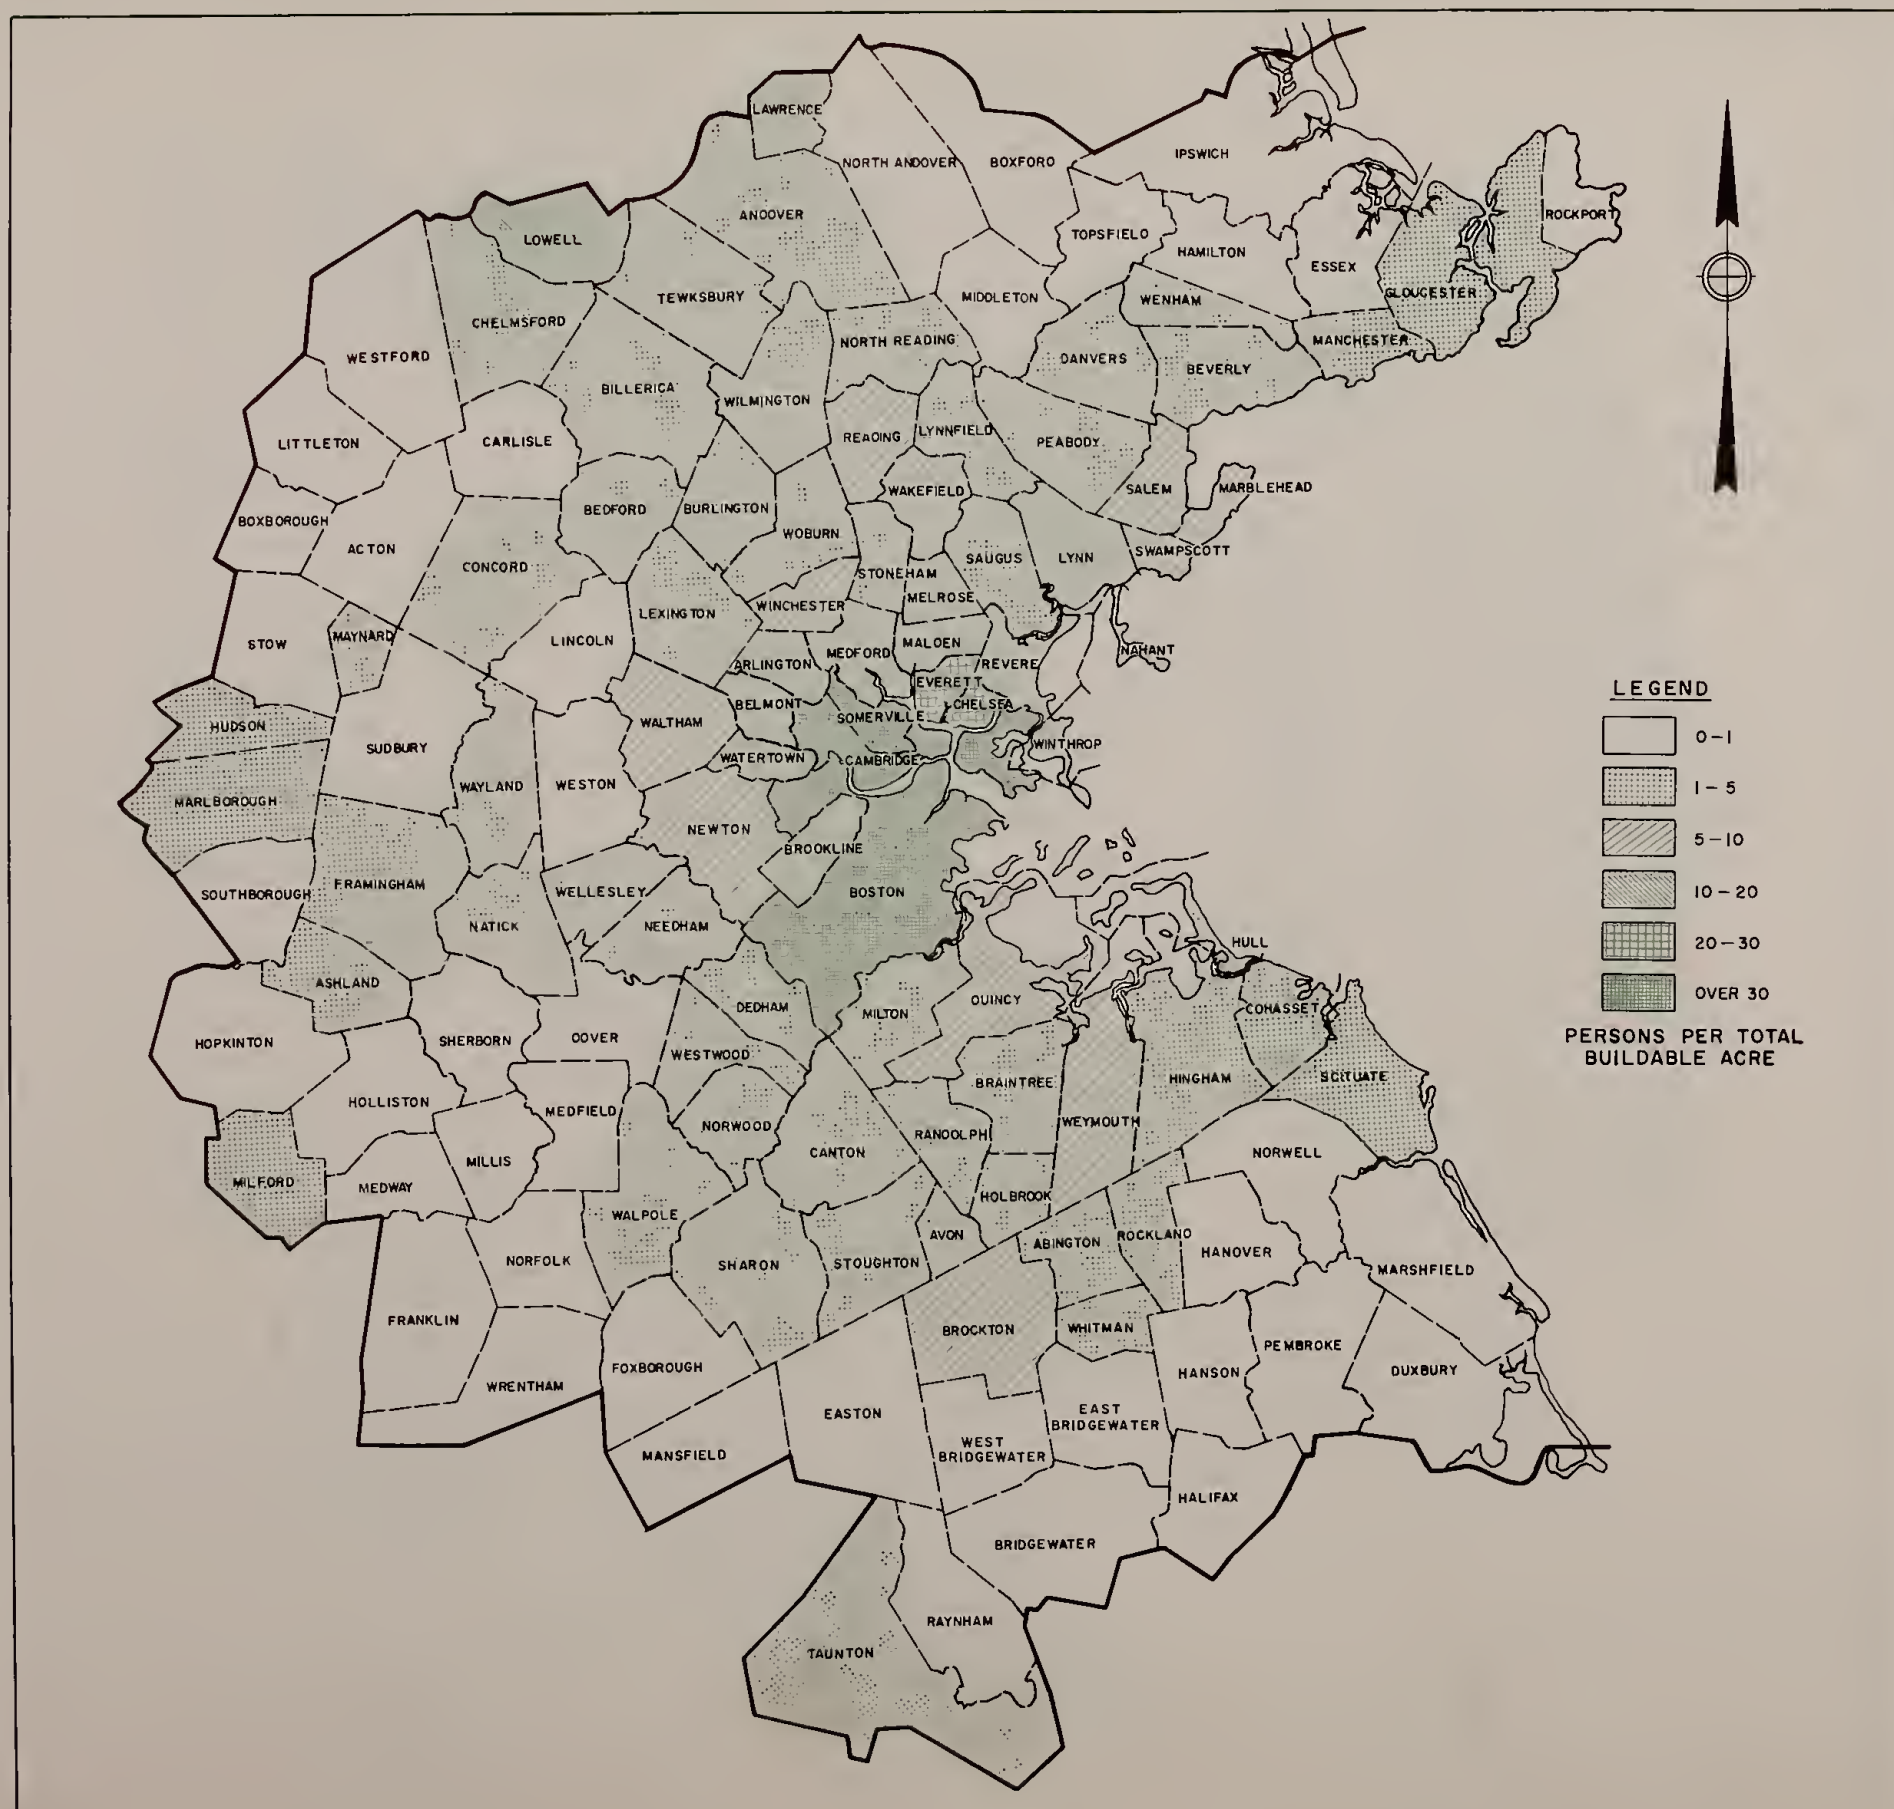 LAWRENCE
NORTH ANDOVER
BOXFORD
IPSWICH
ANDOVER
LOWELL
TOPSFIELD
HAMILTON
ESSEX
ROCKPORT
TEWKSBURY
MIDDLETON
WENHAM
GLOUCESTER
CHELMSFORD
NORTH READING
MANCHESTER
WESTFORD
DANVERS
BEVERLY
BILLERICA
WILMINGTON
LITTLETON
CARLISLE
READING
LYNNFIELD
PEABODY
WAKEFIELD
SALEM
MARBLEHEAD
BOXBOROUGH
BEDFORD
BURLINGTON
ACTON
WOBURN
CONCORD
SAUGUS
LYNN
SWAMPSCOTT
STONEHAM
MELROSE
LEXINGTON
WINCHESTER
STOW
MAYNARD
LINCOLN
MEDFORD
MALDEN
ARLINGTON
REVERE
NAHANT
EVERETT
BELMONT
CHELSEA
HUDSON
WALTHAM
SOMERVILLE
SUDBURY
WATERTOWN
CAMBRIDGE
WINTHROP
MARLBOROUGH
WAYLAND
WESTON
NEWTON
BROOKLINE
SOUTHBOROUGH
FRAMINGHAM
WELLESLEY
BOSTON
NATICK
NEEDHAM
HULL
ASHLAND
DEDHAM
MILTON
QUINCY
COHASSET
HOPKINTON
SHERBORN
DOVER
WESTWOOD
HOLLISTON
MEDFIELD
BRAINTREE
HINGHAM
SCITUATE
NORWOOD
RANDOLPH
WEYMOUTH
CANTON
NORWELL
MILFORD
MEDWAY
MILLIS
HOLBROOK
WALPOLE
AVON
ABINGTON
ROCKLAND
HANOVER
NORFOLK
SHARON
STOUGHTON
MARSHFIELD
FRANKLIN
BROCKTON
WHITMAN
PEMBROKE
WRENTHAM
FOXBOROUGH
HANSON
DUXBURY
EASTON
EAST
BRIDGEWATER
MANSFIELD
WEST
BRIDGEWATER
HALIFAX
BRIDGEWATER
RAYNHAM
TAUNTON
LEGEND
0-1
1-5
5-10
10-20
20-30
OVER 30
PERSONS PER TOTAL
BUILDABLE ACRE